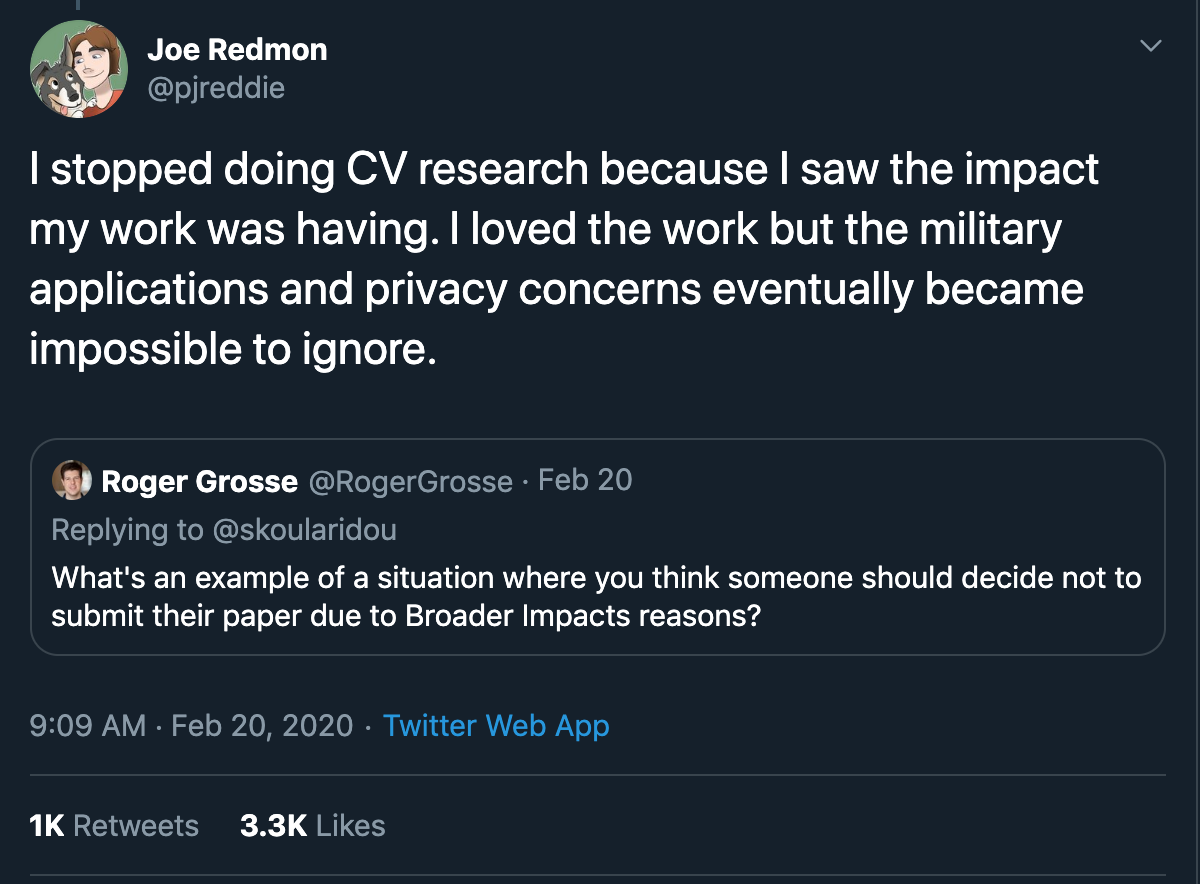 Joe Redmon
@pjreddie
I stopped doing CV research because I saw the impact
my work was having. I loved the work but the military
applications and privacy concerns eventually became
impossible to ignore.
Roger Grosse @RogerGrosse · Feb 20
Replying to @skoularidou
What's an example of a situation where you think someone should decide not to
submit their paper due to Broader Impacts reasons?
9:09 AM · Feb 20, 2020 · Twitter Web App
1K Retweets 3.3K Likes